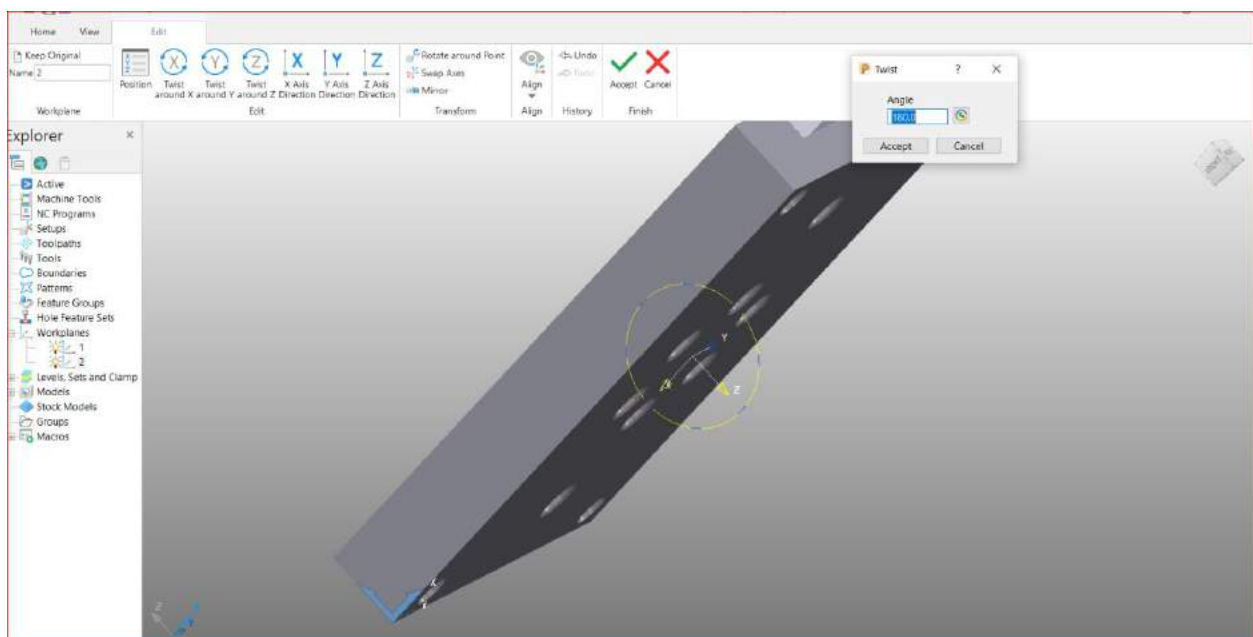 Home View Edit
Keep Original
Name 2
Workplane
Position
Twist around X
Twist around Y
Twist around Z
X Axis Direction
Y Axis Direction
Z Axis Direction
Edit
X Y Z
X Y Z
Rotate around Point
Swap Axes
Mirror
Transform
Align
Align
Undo
Redo
History
Accept Cancel
Finish
Twist ? ×
Angle
180.0
Accept Cancel
Explorer ×
Active
Machine Tools
NC Programs
Setups
Toolpaths
Tools
Boundaries
Patterns
Feature Groups
Hole Feature Sets
Workplanes
1
2
Levels, Sets and Clamp
Models
Stock Models
Groups
Macros
Y
Z
Z
Y